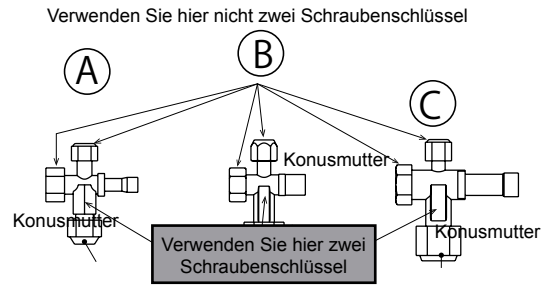 Verwenden Sie hier nicht zwei Schraubenschlüssel
A
B
C
Konusmutter
Konusmutter
Konusmutter
Verwenden Sie hier zwei
Schraubenschlüssel